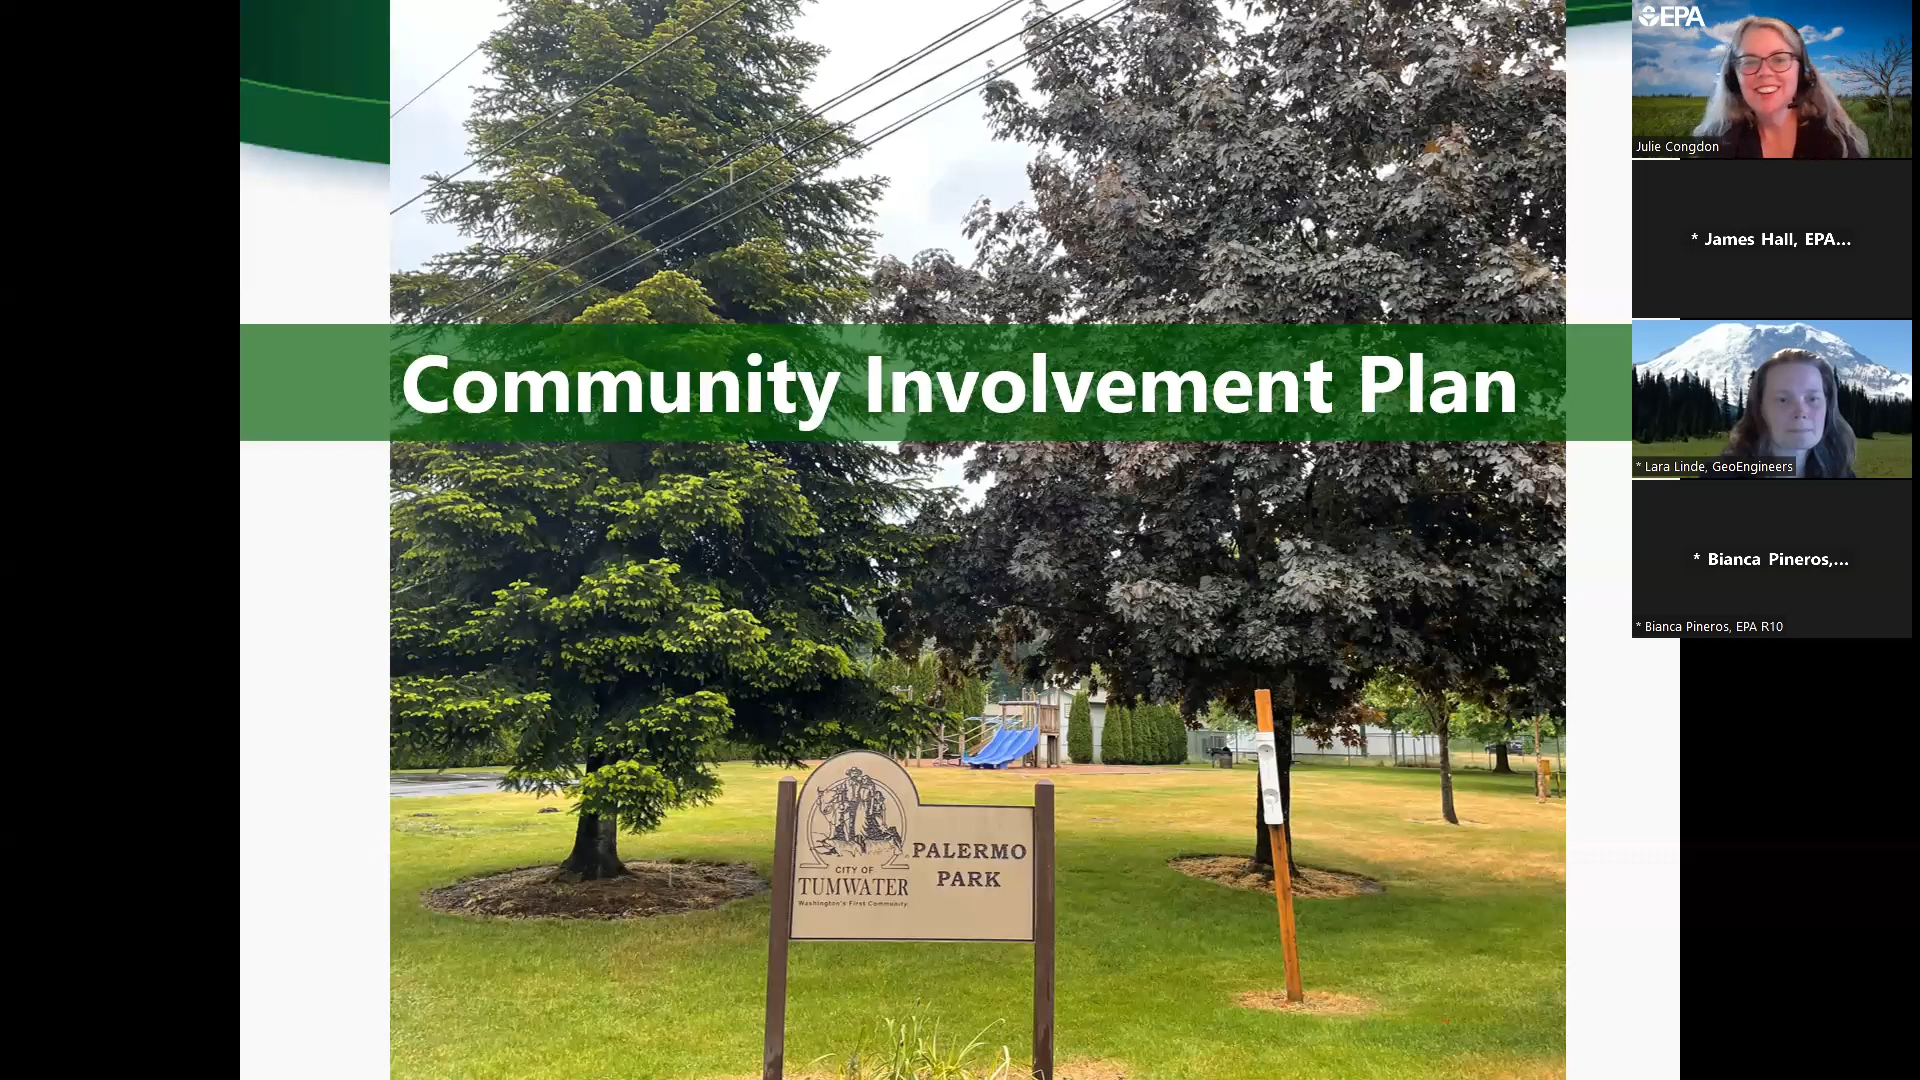 Community Involvement Plan
CITY OF
TUMWATER
Washington's First Community
PALERMO
PARK
EPA
Julie Congdon
* James Hall, EPA...
* Lara Linde, GeoEngineers
* Bianca Pineros,...
* Bianca Pineros, EPA R10